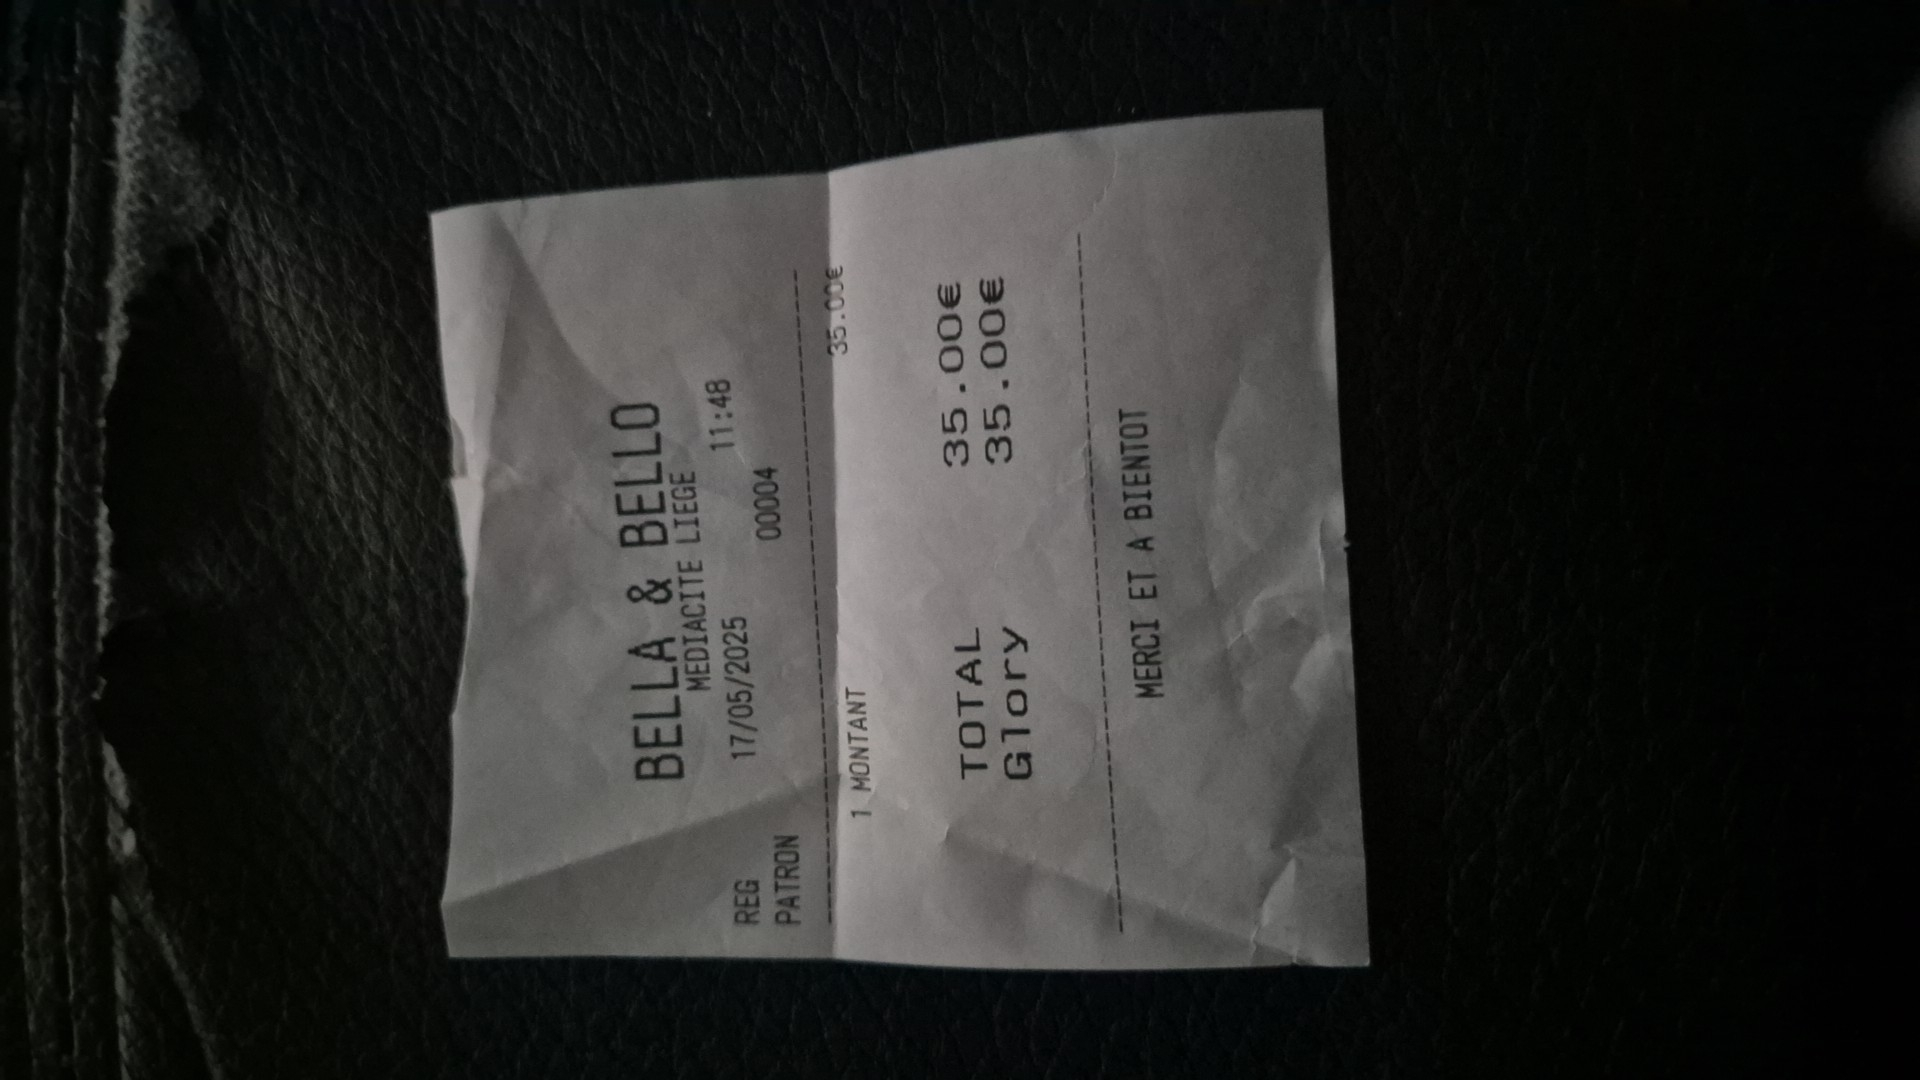 BELLA & BELLO
MEDIACITE LIEGE
REG 17/05/2025 11:48
PATRON 00004
1 MONTANT 35.00€
TOTAL 35.00€
Glory 35.00€
MERCI ET A BIENTOT